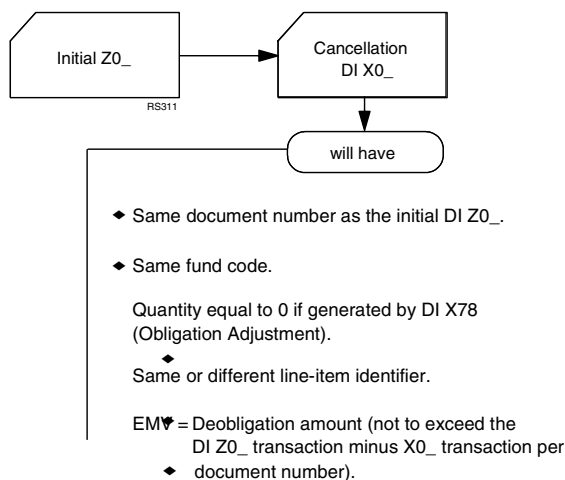 Initial Z0_
Cancellation
DI X0_
RS311
will have
Same document number as the initial DI Z0_.
Same fund code.
Quantity equal to 0 if generated by DI X78
(Obligation Adjustment).
Same or different line-item identifier.
EMV = Deobligation amount (not to exceed the
DI Z0_ transaction minus X0_ transaction per
document number).